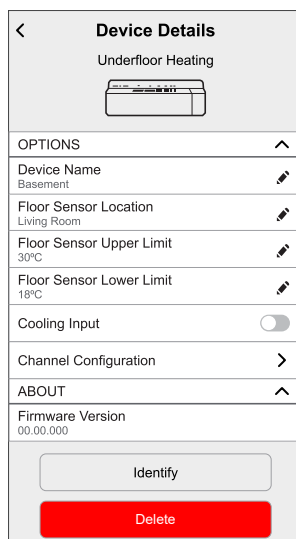 Device Details
Underfloor Heating
OPTIONS
Device Name
Basement
Floor Sensor Location
Living Room
Floor Sensor Upper Limit
30ºC
Floor Sensor Lower Limit
18ºC
Cooling Input
Channel Configuration
ABOUT
Firmware Version
00.00.000
Identify
Delete